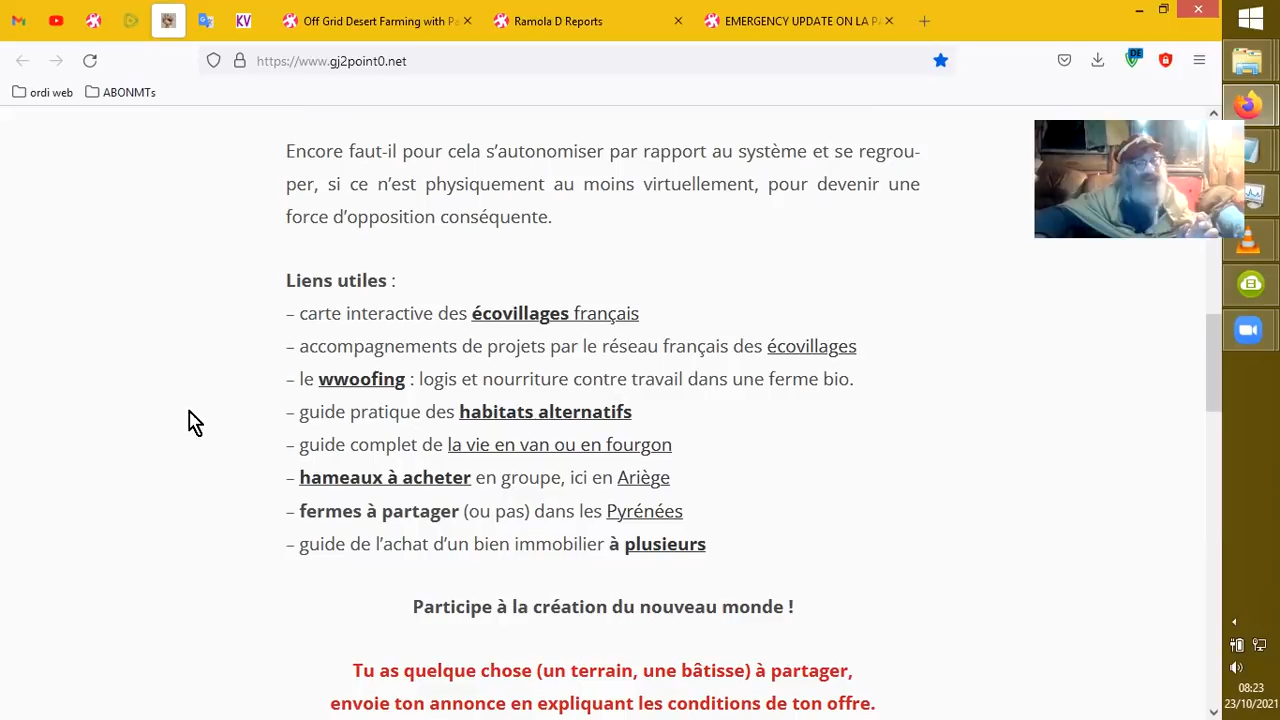 Off Grid Desert Farming with Pa
Ramola D Reports
EMERGENCY UPDATE ON LA PA
KV
https://www.gj2point0.net
DE
ordi web
ABONMTs
Encore faut-il pour cela s’autonomiser par rapport au système et se regrou-
per, si ce n’est physiquement au moins virtuellement, pour devenir une
force d’opposition conséquente.
Liens utiles :
– carte interactive des écovillages français
– accompagnements de projets par le réseau français des écovillages
– le wwoofing : logis et nourriture contre travail dans une ferme bio.
– guide pratique des habitats alternatifs
– guide complet de la vie en van ou en fourgon
– hameaux à acheter en groupe, ici en Ariège
– fermes à partager (ou pas) dans les Pyrénées
– guide de l’achat d’un bien immobilier à plusieurs
Participe à la création du nouveau monde !
Tu as quelque chose (un terrain, une bâtisse) à partager,
envoie ton annonce en expliquant les conditions de ton offre.
08:23
23/10/2021